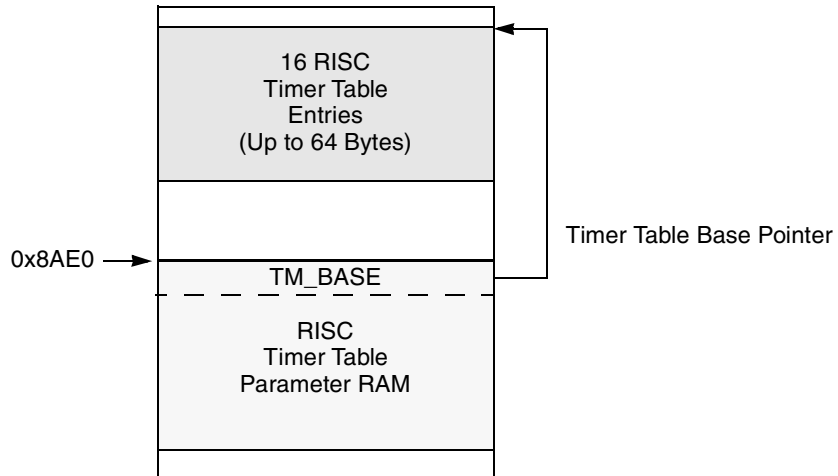 16 RISC
Timer Table
Entries
(Up to 64 Bytes)
Timer Table Base Pointer
0x8AE0
TM_BASE
RISC
Timer Table
Parameter RAM